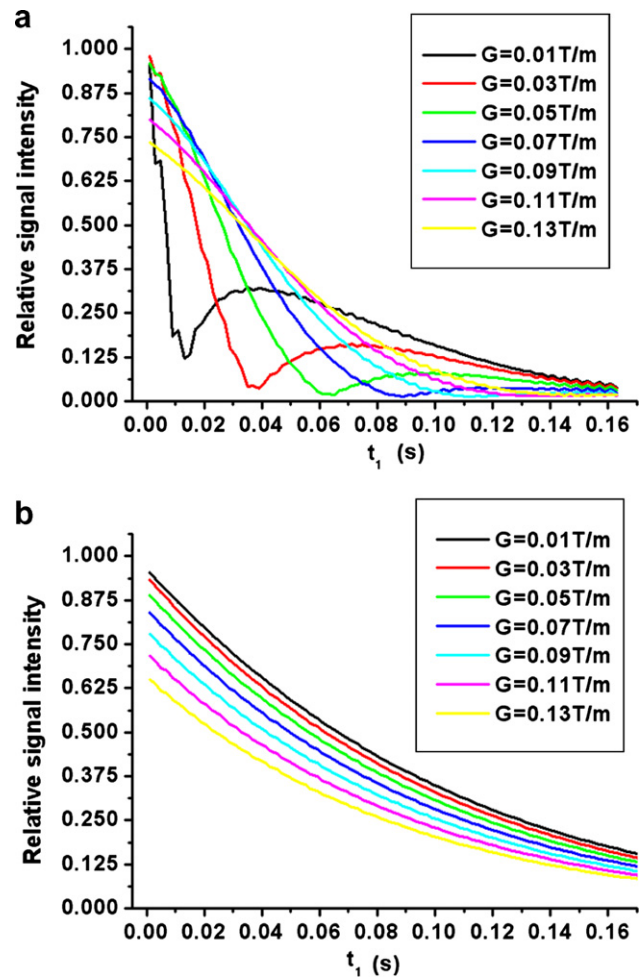 a
Relative signal intensity
1.000
0.875
0.750
0.625
0.500
0.375
0.250
0.125
0.000
G=0.01T/m
G=0.03T/m
G=0.05T/m
G=0.07T/m
G=0.09T/m
G=0.11T/m
G=0.13T/m
0.00 0.02 0.04 0.06 0.08 0.10 0.12 0.14 0.16
t1 (s)
b
Relative signal intensity
1.000
0.875
0.750
0.625
0.500
0.375
0.250
0.125
0.000
G=0.01T/m
G=0.03T/m
G=0.05T/m
G=0.07T/m
G=0.09T/m
G=0.11T/m
G=0.13T/m
0.00 0.02 0.04 0.06 0.08 0.10 0.12 0.14 0.16
t1 (s)